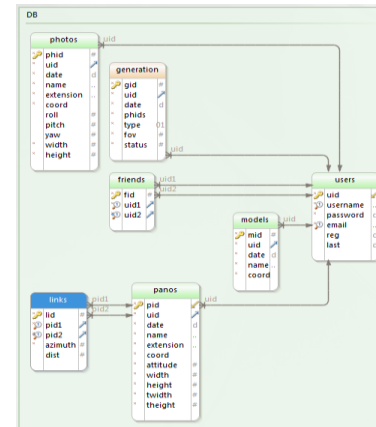 DB
photos
phid
uid
date
name
extension
coord
roll
pitch
yaw
width
height
uid
generation
gid
uid
date
phids
type
fov
status
uid
friends
fid
uid1
uid2
uid1
uid2
users
uid
username
password
email
reg
last
models
mid
uid
date
name
coord
uid
links
lid
pid1
pid2
azimuth
dist
pid1
pid2
panos
pid
uid
date
name
extension
coord
attitude
width
height
twidth
theight
uid